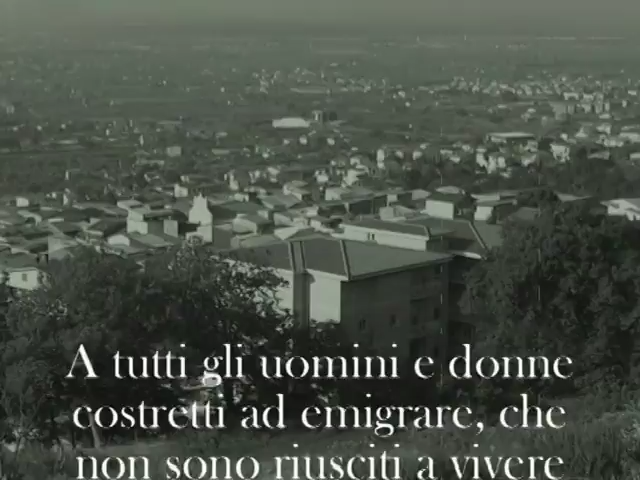 A tutti gli uomini e donne
costretti ad emigrare, che
non sono riusciti a vivere